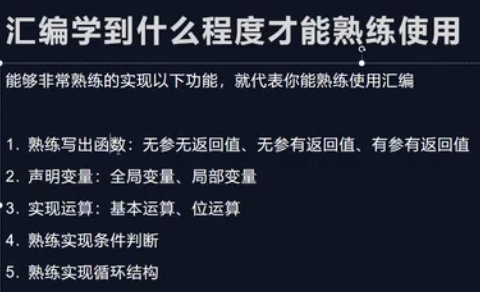 汇编学到什么程度才能熟练使用
能够非常熟练的实现以下功能，就代表你能熟练使用汇编
1. 熟练写出函数：无参无返回值、无参有返回值、有参有返回值
2. 声明变量：全局变量、局部变量
3. 实现运算：基本运算、位运算
4. 熟练实现条件判断
5. 熟练实现循环结构